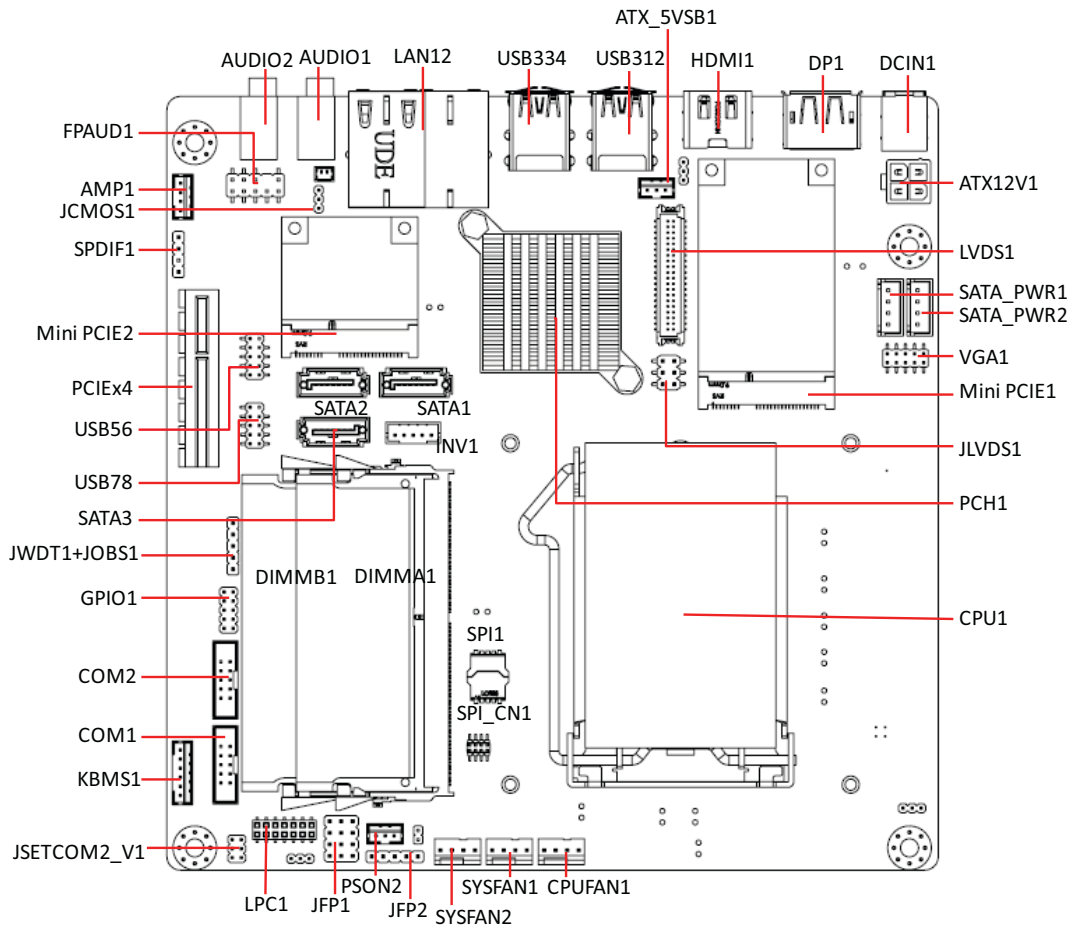 ATX_5VSB1
AUDIO2
AUDIO1
LAN12
USB334
USB312
HDMI1
DP1
DCIN1
FPAUD1
UDE
AMP1
ATX12V1
JCMOS1
SPDIF1
LVDS1
SATA_PWR1
SATA_PWR2
Mini PCIE2
VGA1
PCIEx4
Mini PCIE1
SATA2
SATA1
USB56
INV1
JLVDS1
USB78
PCH1
SATA3
JWDT1+JOBS1
DIMMB1
DIMMA1
GPIO1
CPU1
SPI1
COM2
SPI_CN1
COM1
KBMS1
JSETCOM2_V1
PSON2
SYSFAN1
CPUFAN1
LPC1
JFP1
JFP2
SYSFAN2